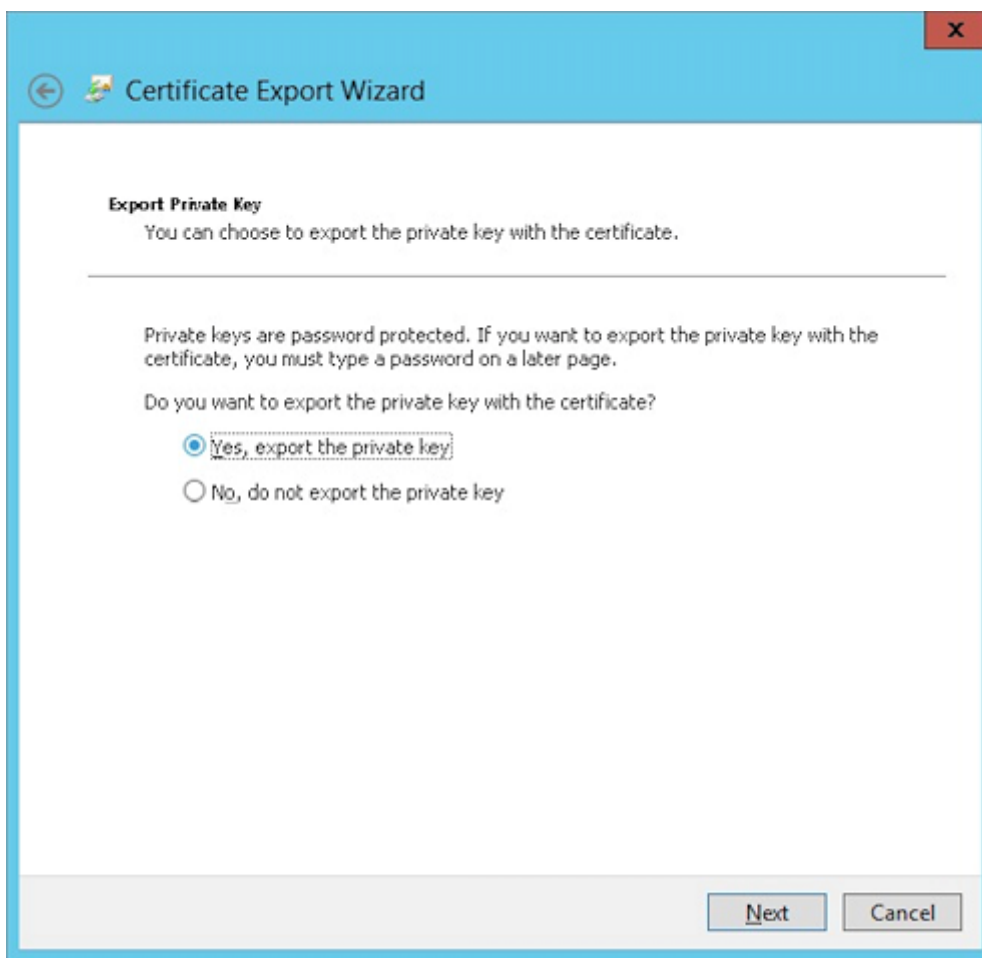 x
Certificate Export Wizard
Export Private Key
You can choose to export the private key with the certificate.
Private keys are password protected. If you want to export the private key with the
certificate, you must type a password on a later page.
Do you want to export the private key with the certificate?
Yes, export the private key
No, do not export the private key
Next
Cancel